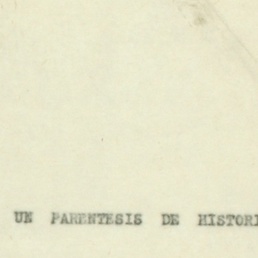 UN PARENTESIS DE HISTORI